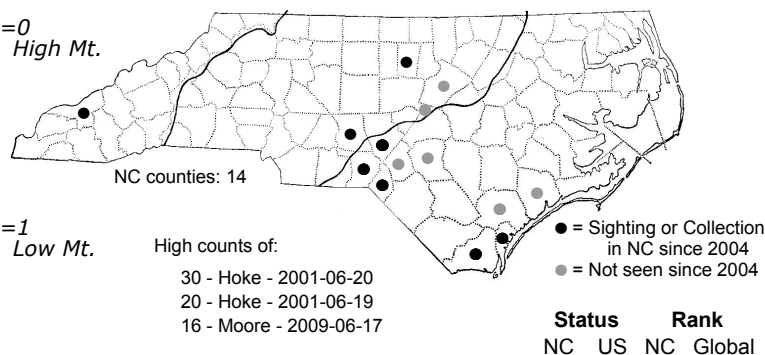 =0
High Mt.
NC counties: 14
=1
Low Mt.
High counts of:
30 - Hoke - 2001-06-20
20 - Hoke - 2001-06-19
16 - Moore - 2009-06-17
● = Sighting or Collection
in NC since 2004
● = Not seen since 2004
Status Rank
NC US NC Global